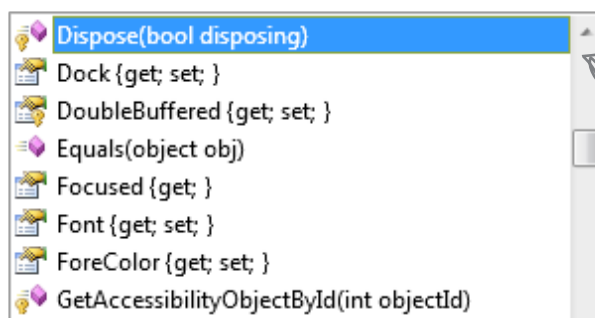 Dispose(bool disposing)
Dock {get; set; }
DoubleBuffered {get; set; }
Equals(object obj)
Focused {get; }
Font {get; set; }
ForeColor {get; set; }
GetAccessibilityObjectById(int objectId)